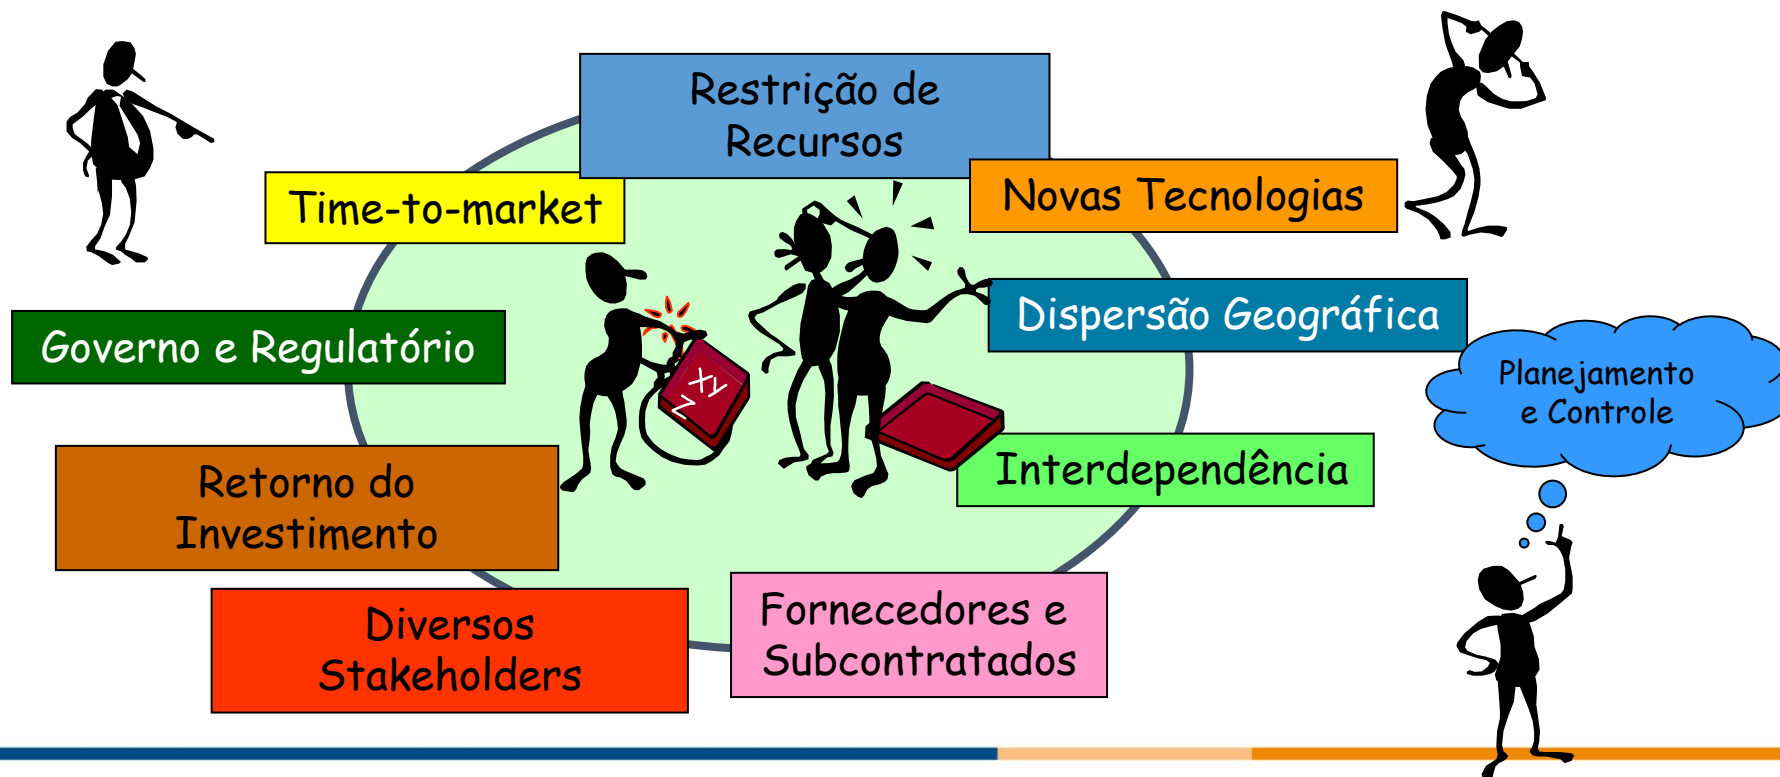 Restrição de
Recursos
Time-to-market
Novas Tecnologias
Dispersão Geográfica
Governo e Regulatório
Planejamento
e Controle
XY
Z
Interdependência
Retorno do
Investimento
Diversos
Stakeholders
Fornecedores e
Subcontratados